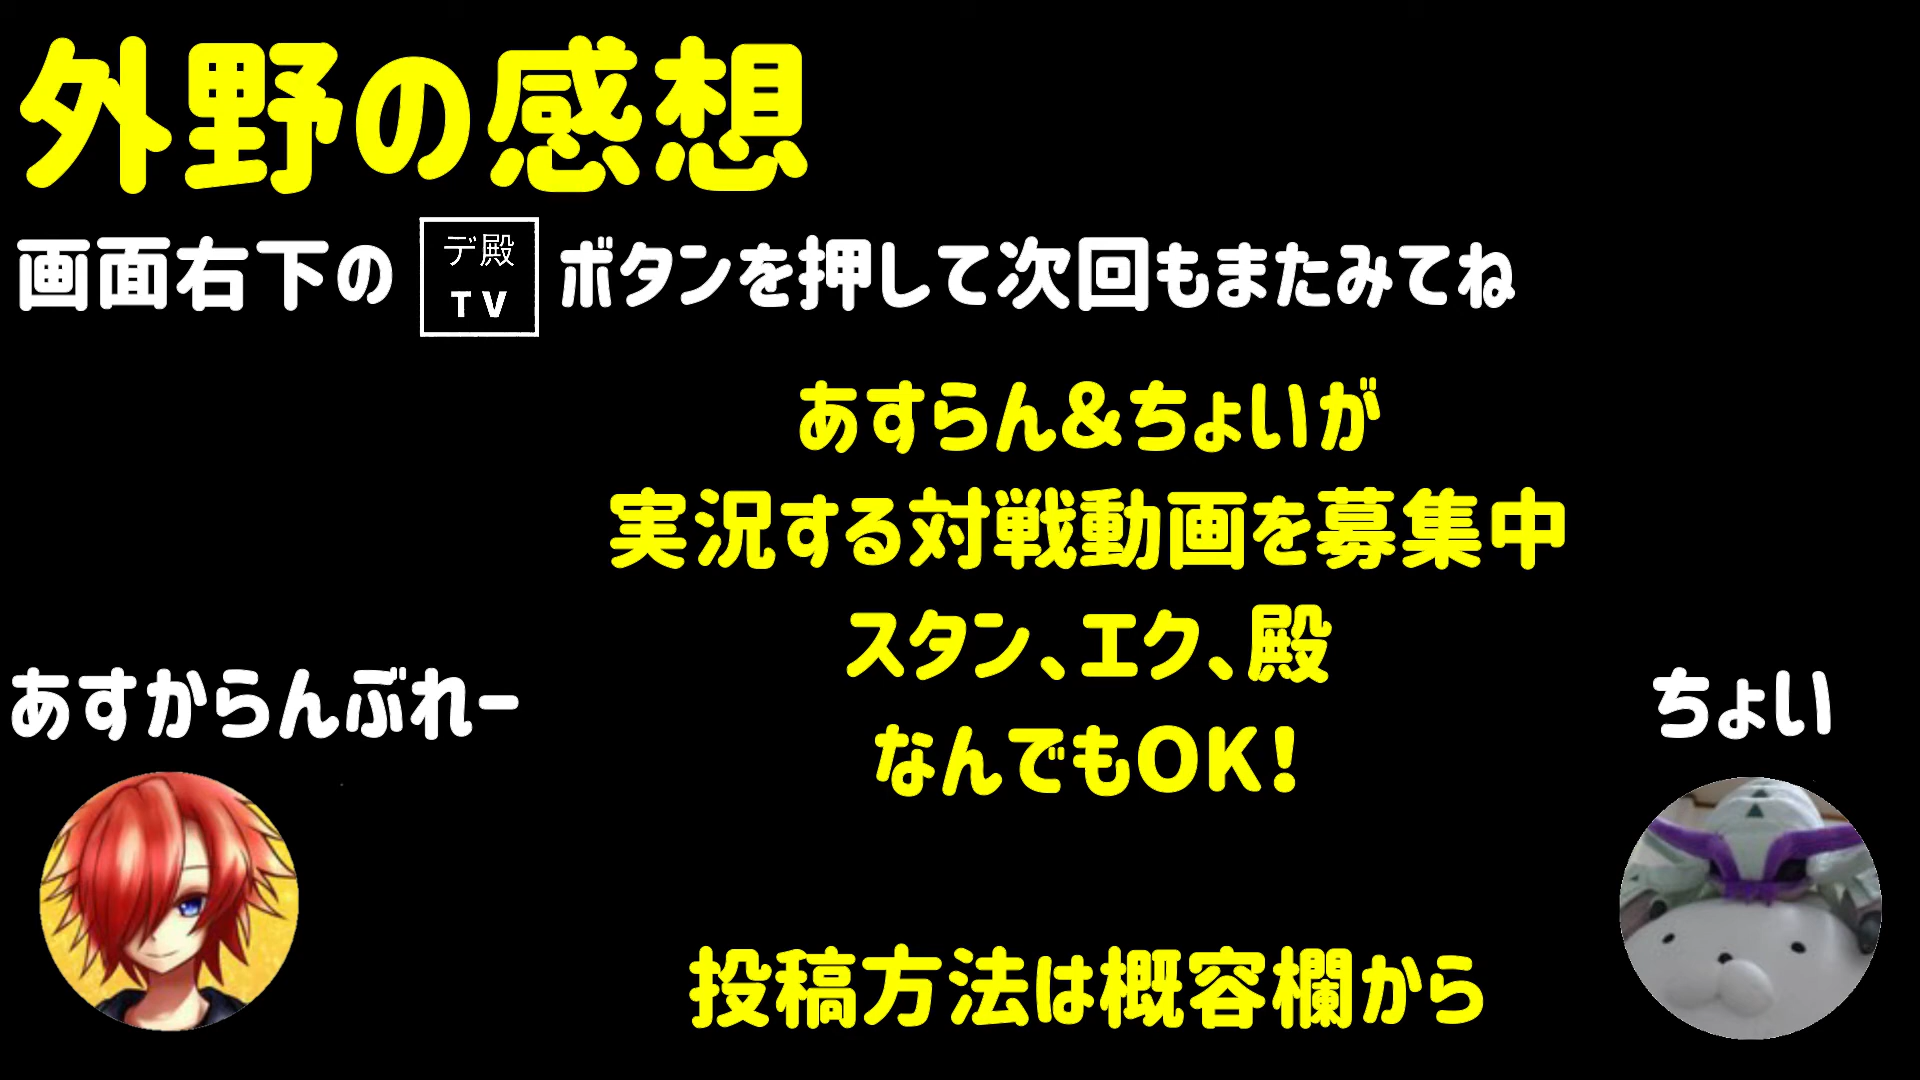 外野の感想
画面右下の デ殿TV ボタンを押して次回もまたみてね
あすらん&ちょいが
実況する対戦動画を募集中
スタン、エク、殿
なんでもOK!
あすからんぶれー
ちょい
投稿方法は概容欄から